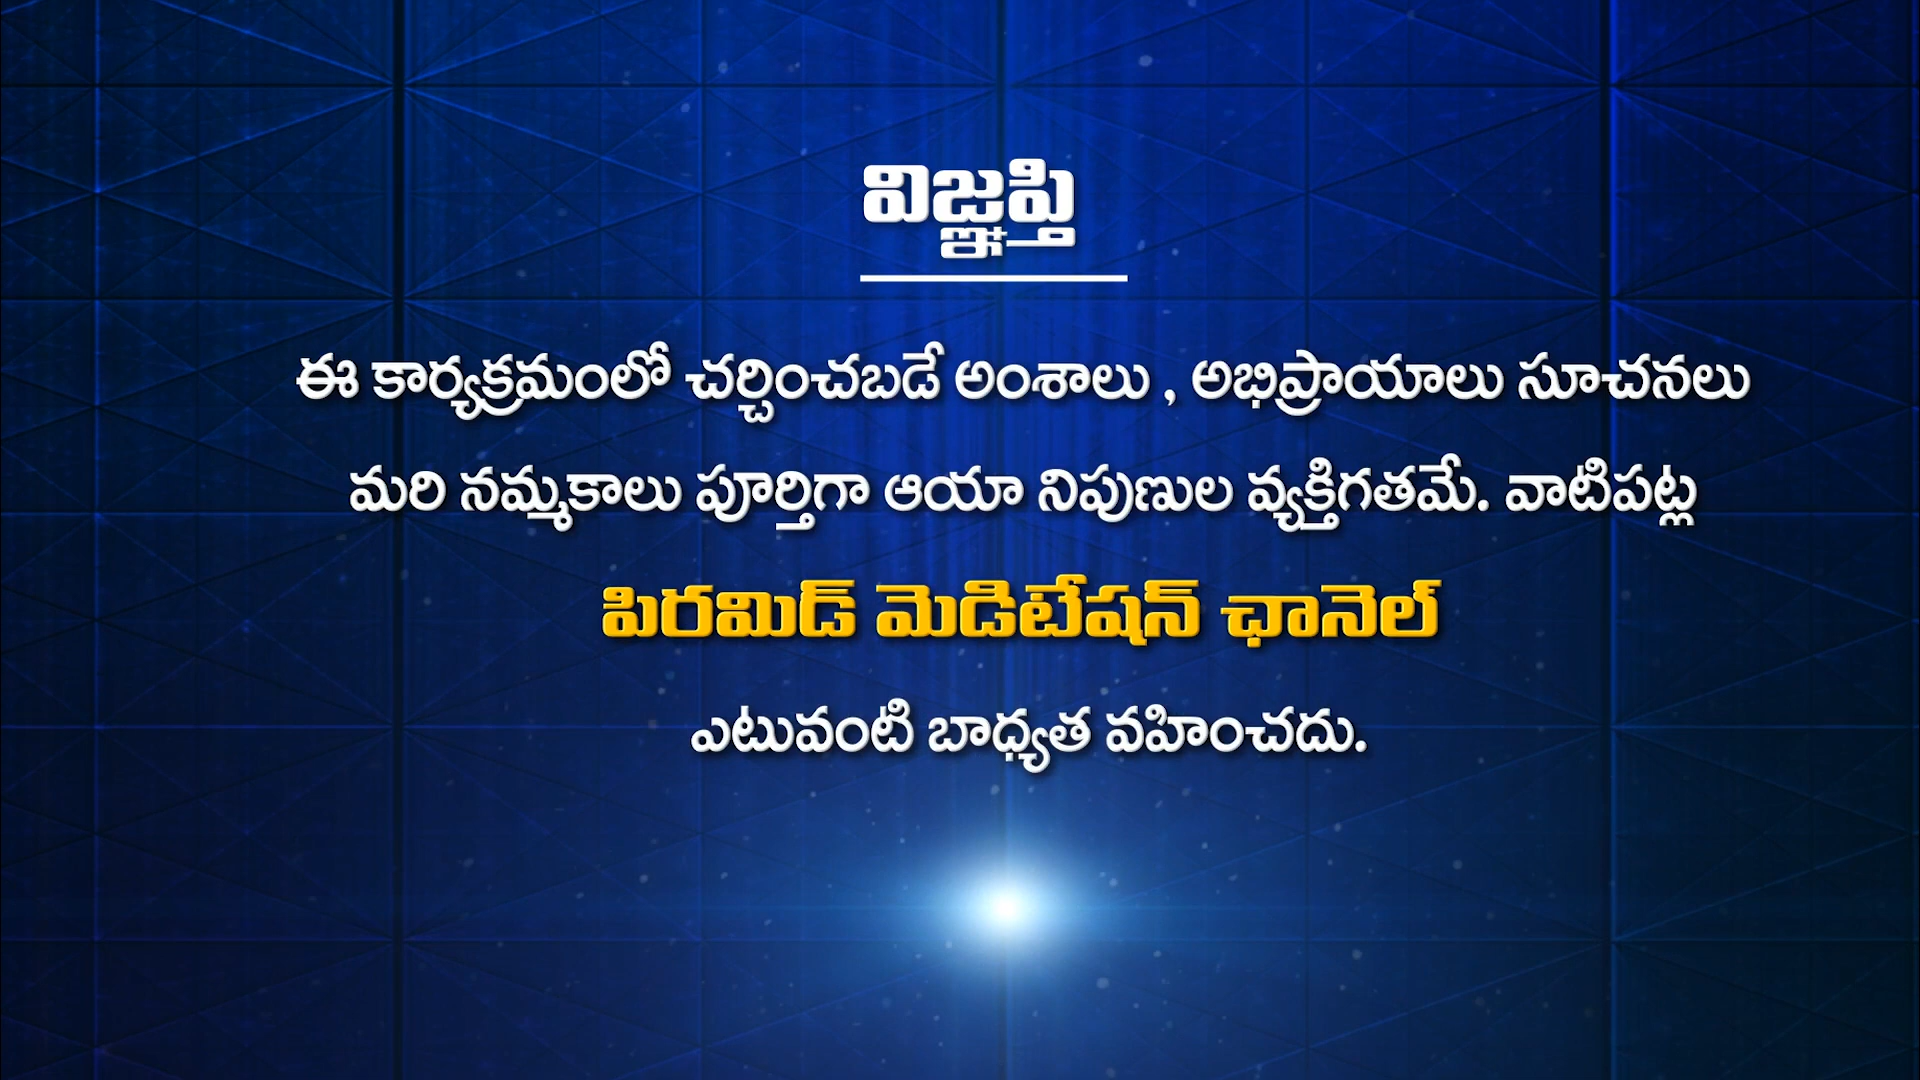 విజ్ఞప్తి
ఈ కార్యక్రమంలో చర్చించబడే అంశాలు , అభిప్రాయాలు సూచనలు
మరి నమ్మకాలు పూర్తిగా ఆయా నిపుణుల వ్యక్తిగతమే. వాటిపట్ల
పిరమిడ్ మెడిటేషన్ ఛానెల్
ఎటువంటి బాధ్యత వహించదు.